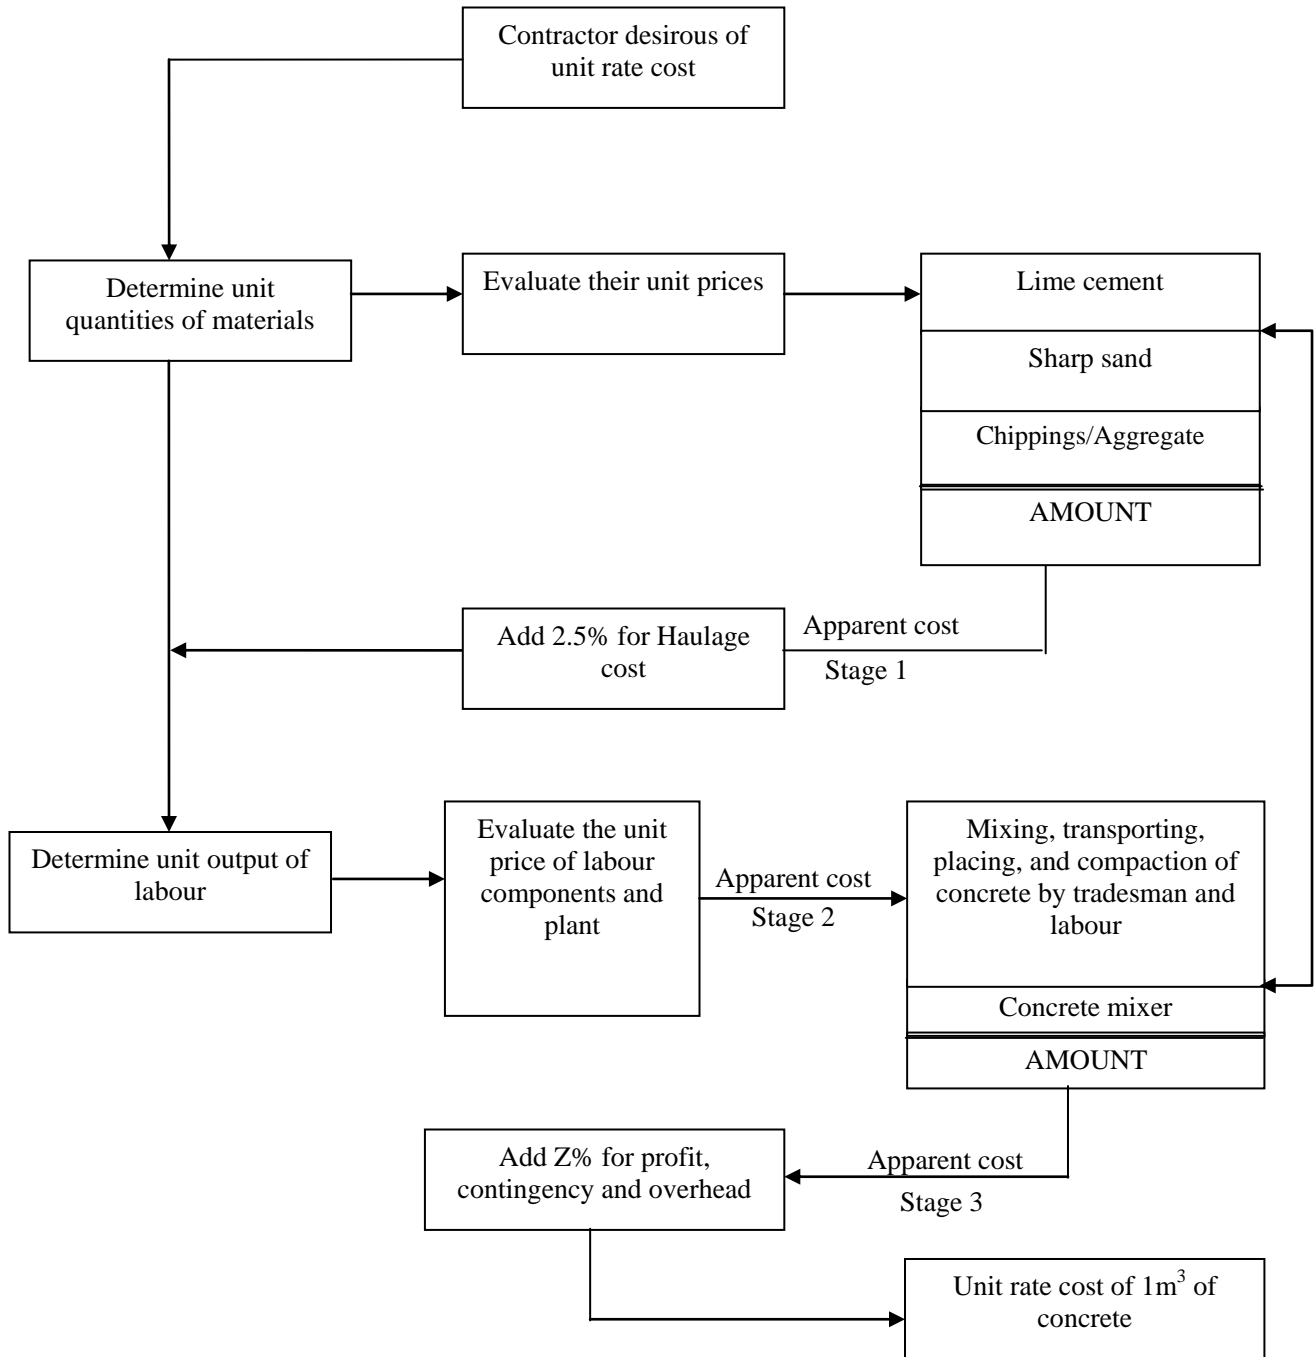 Contractor desirous of
unit rate cost
Determine unit
quantities of materials
Evaluate their unit prices
Lime cement
Sharp sand
Chippings/Aggregate
AMOUNT
Add 2.5% for Haulage
cost
Apparent cost
Stage 1
Determine unit output of
labour
Evaluate the unit
price of labour
components and
plant
Apparent cost
Stage 2
Mixing, transporting,
placing, and compaction of
concrete by tradesman and
labour
Concrete mixer
AMOUNT
Add Z% for profit,
contingency and overhead
Apparent cost
Stage 3
Unit rate cost of 1m³ of
concrete